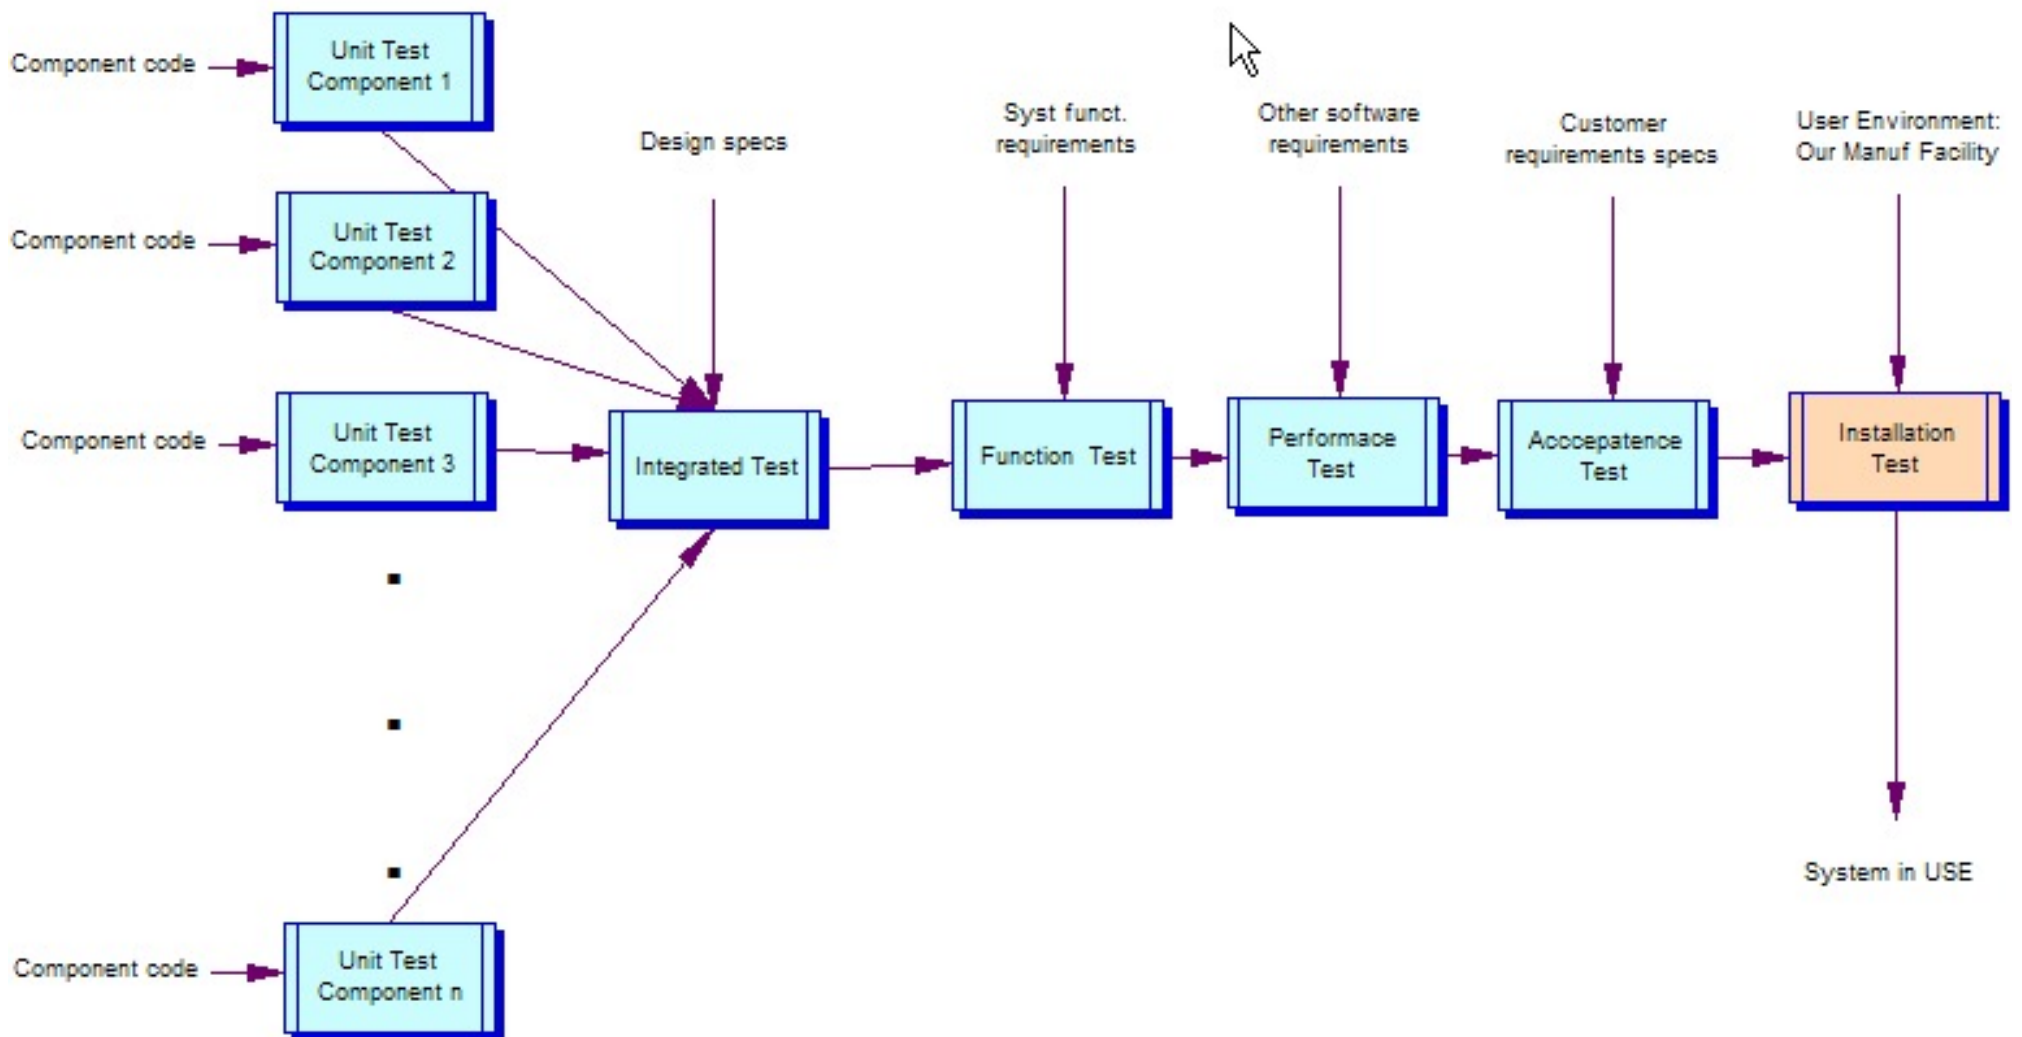 Component code
Unit Test
Component 1
Component code
Unit Test
Component 2
Component code
Unit Test
Component 3
Component code
Unit Test
Component n
Design specs
Integrated Test
Syst funct.
requirements
Function Test
Other software
requirements
Performace
Test
Customer
requirements specs
Acccepatence
Test
User Environment:
Our Manuf Facility
Installation
Test
System in USE